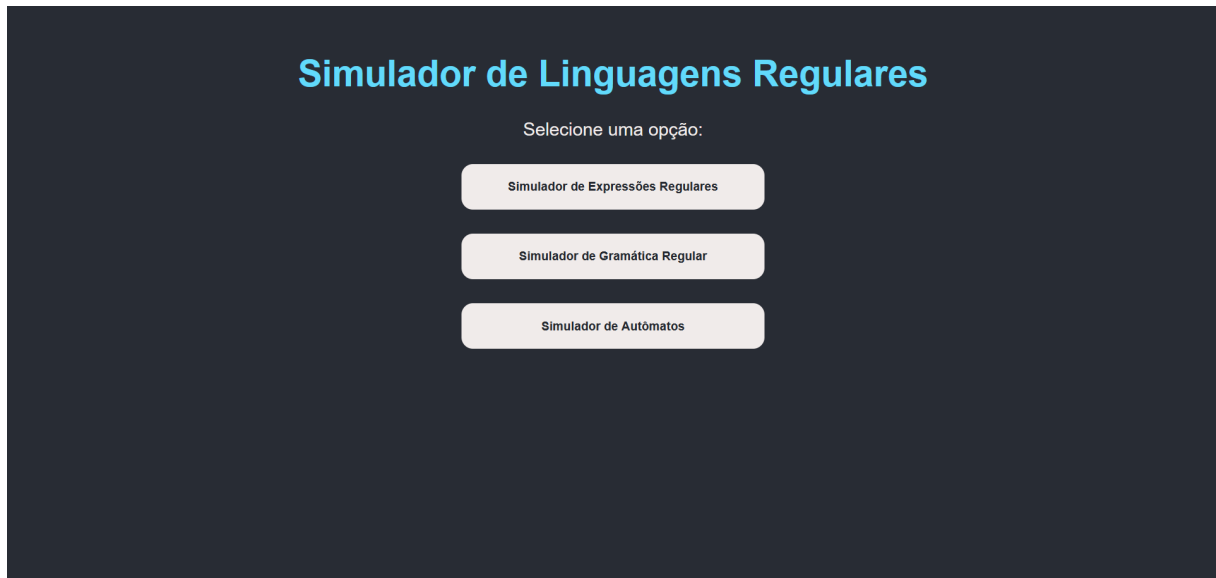 Simulador de Linguagens Regulares
Selecione uma opção:
Simulador de Expressões Regulares
Simulador de Gramática Regular
Simulador de Autômatos